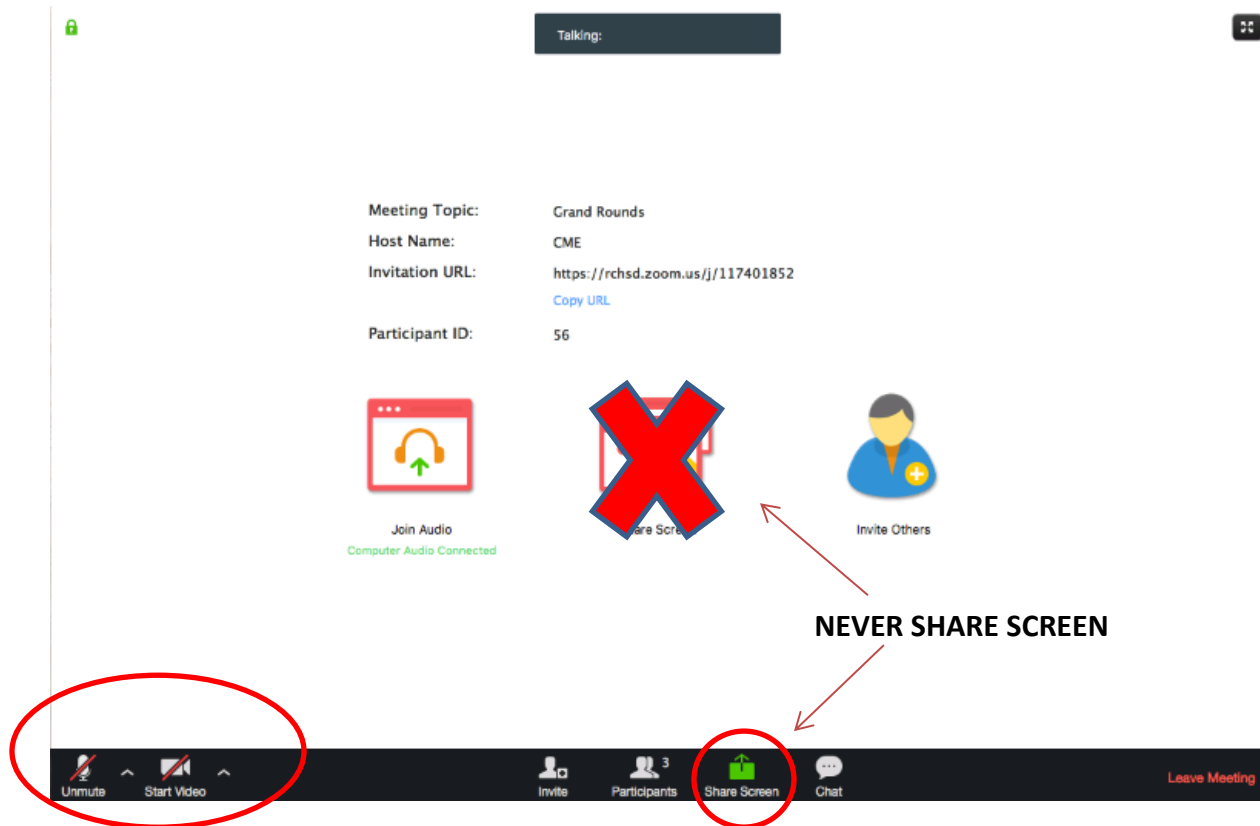 Talking:
Meeting Topic: Grand Rounds
Host Name: CME
Invitation URL: https://rchsd.zoom.us/j/117401852
Copy URL
Participant ID: 56
Join Audio
Computer Audio Connected
Invite Others
NEVER SHARE SCREEN
Unmute Start Video Invite Participants 3 Share Screen Chat Leave Meeting